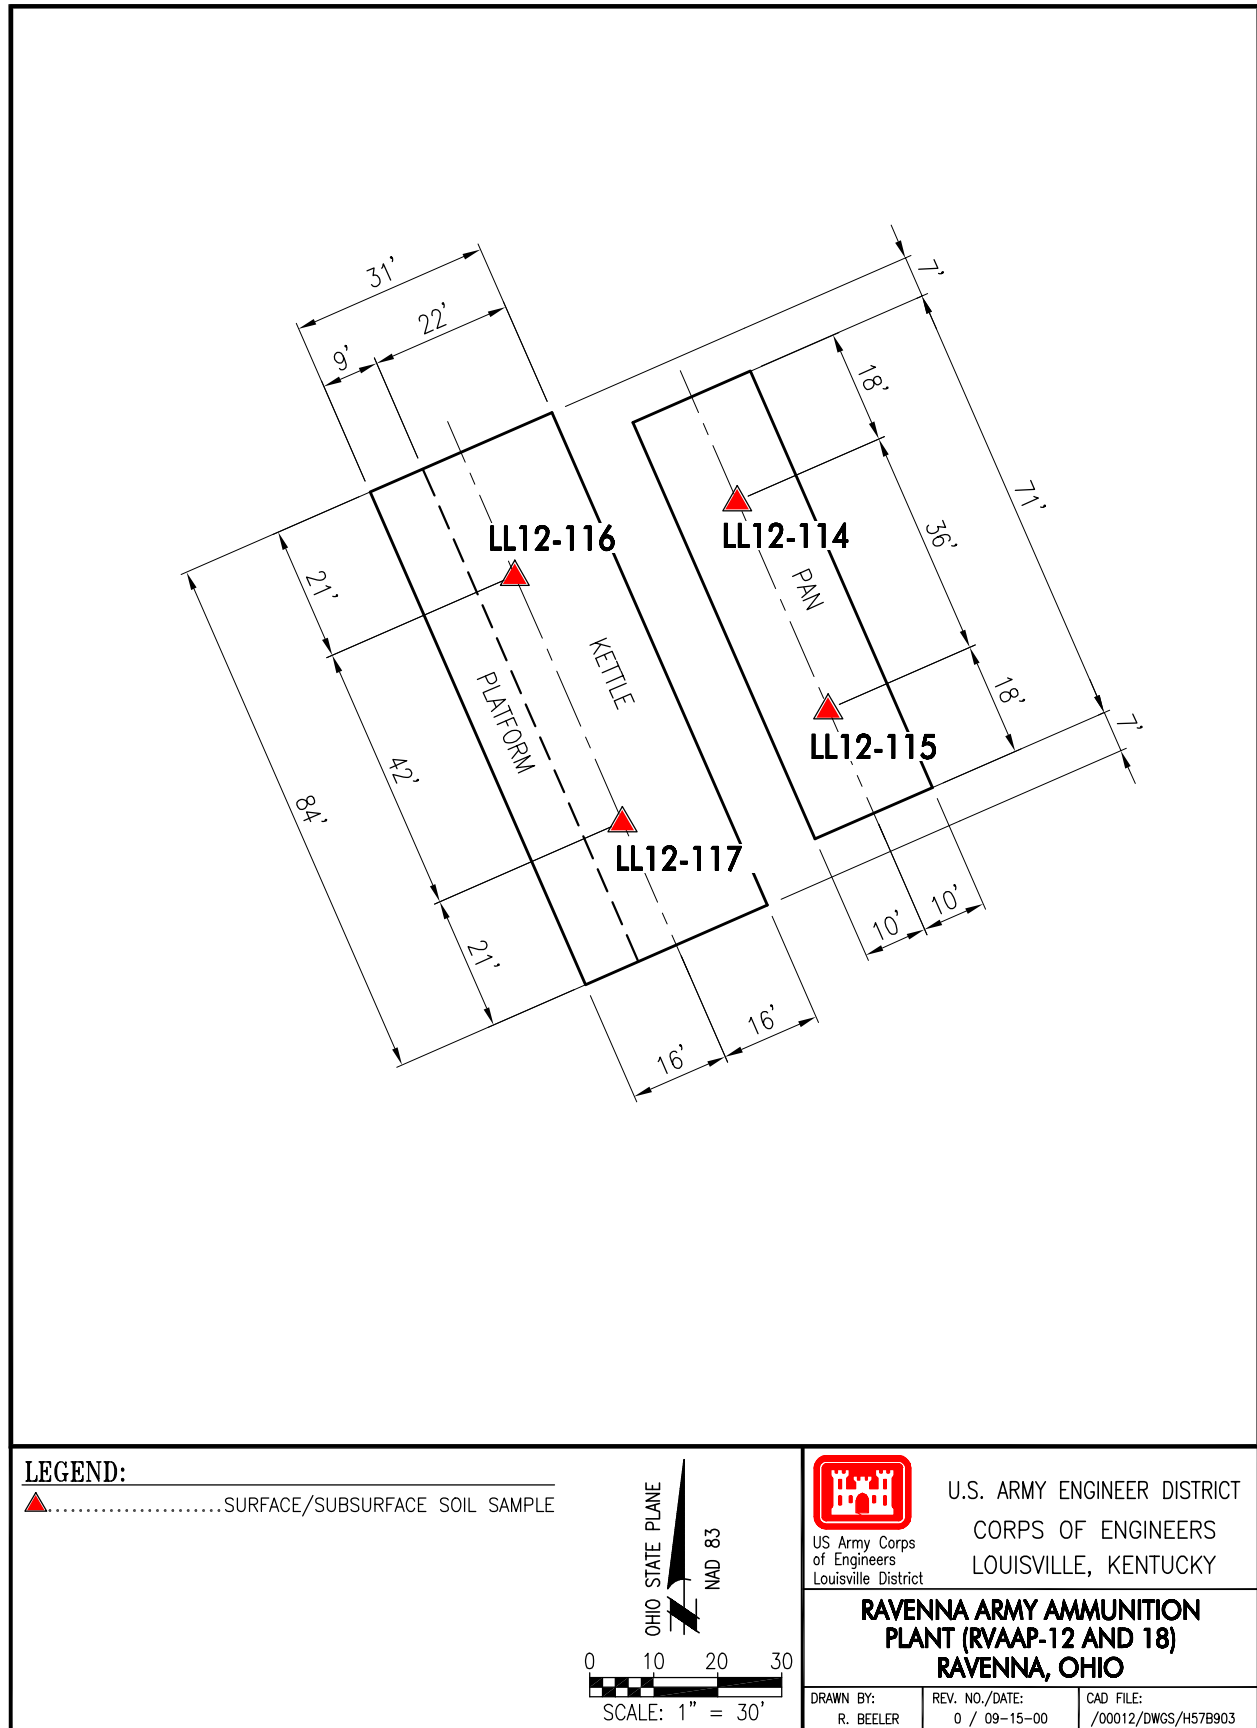 31'
22'
9'
7'
18'
71'
36'
LL12-116
LL12-114
21'
PAN
KETTLE
PLATFORM
18'
7'
LL12-115
42'
84'
LL12-117
21'
10'
10'
16'
16'
LEGEND:
......................SURFACE/SUBSURFACE SOIL SAMPLE
OHIO STATE PLANE
NAD 83
0 10 20 30
SCALE: 1" = 30'
US Army Corps
of Engineers
Louisville District
U.S. ARMY ENGINEER DISTRICT
CORPS OF ENGINEERS
LOUISVILLE, KENTUCKY
RAVENNA ARMY AMMUNITION
PLANT (RVAAP-12 AND 18)
RAVENNA, OHIO
DRAWN BY:
R. BEELER
REV. NO./DATE:
0 / 09-15-00
CAD FILE:
/00012/DWGS/H57B903